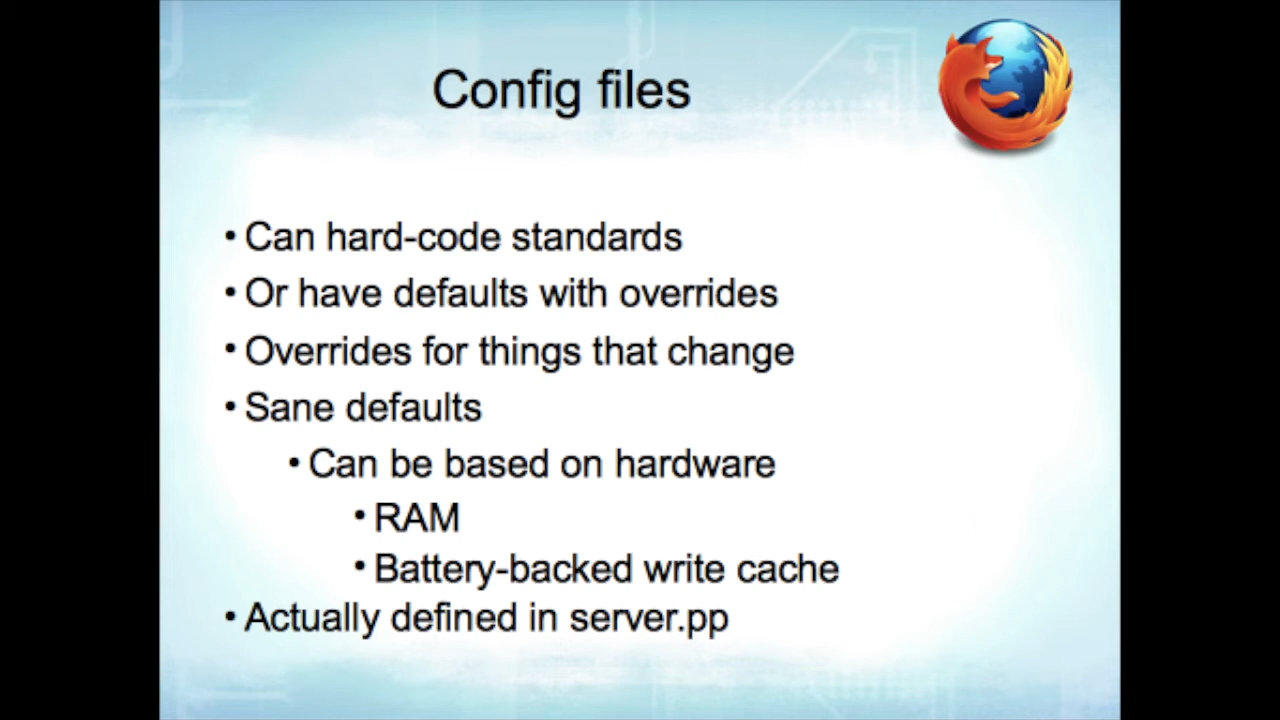 Config files
• Can hard-code standards
• Or have defaults with overrides
• Overrides for things that change
• Sane defaults
• Can be based on hardware
• RAM
• Battery-backed write cache
• Actually defined in server.pp